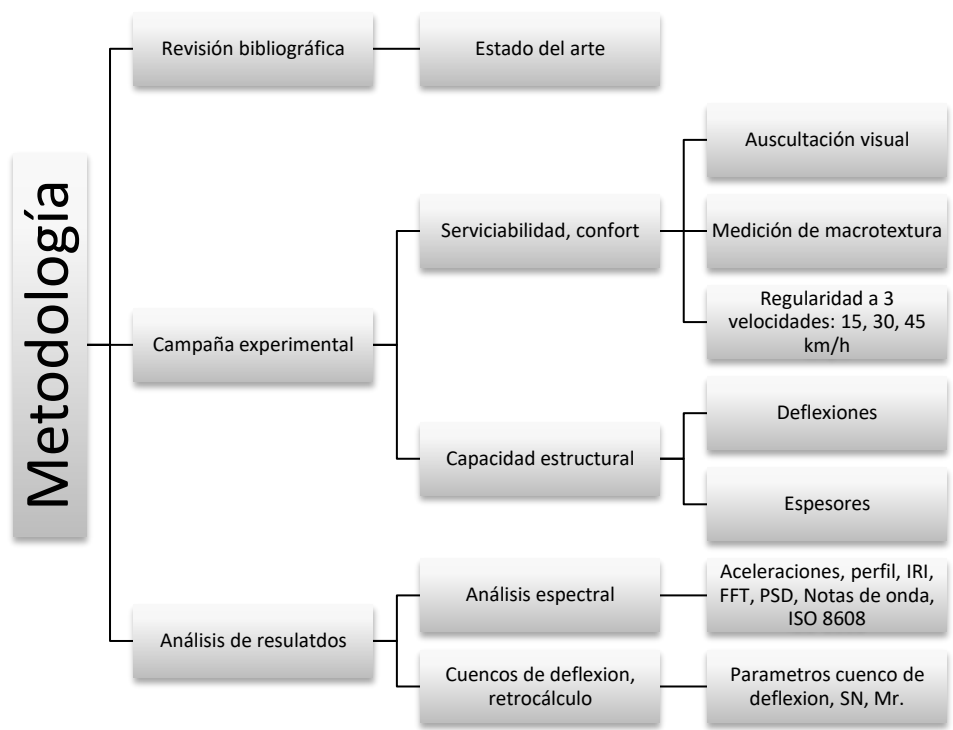 Metodología
Revisión bibliográfica
Estado del arte
Campaña experimental
Serviciabilidad, confort
Auscultación visual
Medición de macrotextura
Regularidad a 3
velocidades: 15, 30, 45
km/h
Capacidad estructural
Deflexiones
Espesores
Análisis de resulatdos
Análisis espectral
Aceleraciones, perfil, IRI,
FFT, PSD, Notas de onda,
ISO 8608
Cuencos de deflexion,
retrocálculo
Parametros cuenco de
deflexion, SN, Mr.